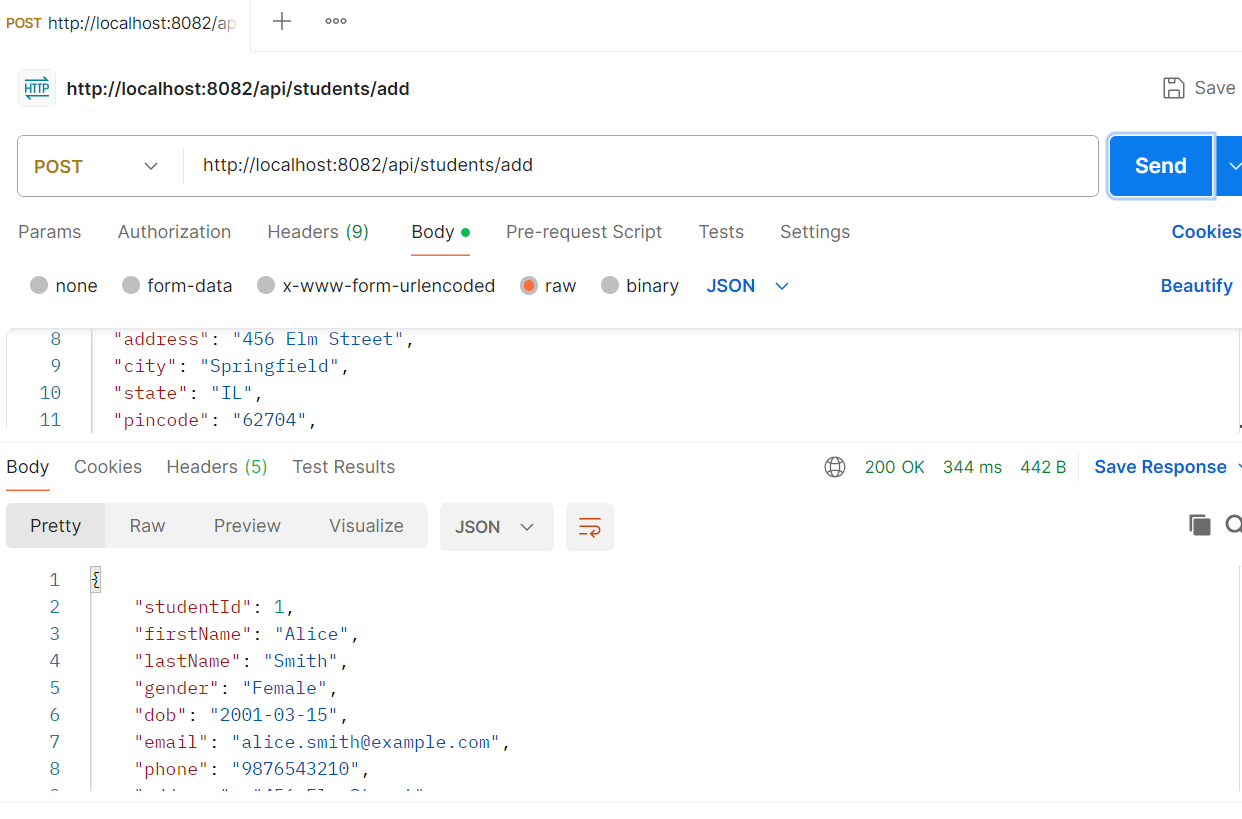 POST http://localhost:8082/ap
HTTP http://localhost:8082/api/students/add Save
POST http://localhost:8082/api/students/add Send
Params Authorization Headers (9) Body Pre-request Script Tests Settings Cookies
none form-data x-www-form-urlencoded raw binary JSON Beautify
8 "address": "456 Elm Street",
9 "city": "Springfield",
10 "state": "IL",
11 "pincode": "62704",
Body Cookies Headers (5) Test Results 200 OK 344 ms 442 B Save Response
Pretty Raw Preview Visualize JSON
1 {
2 "studentId": 1,
3 "firstName": "Alice",
4 "lastName": "Smith",
5 "gender": "Female",
6 "dob": "2001-03-15",
7 "email": "alice.smith@example.com",
8 "phone": "9876543210",